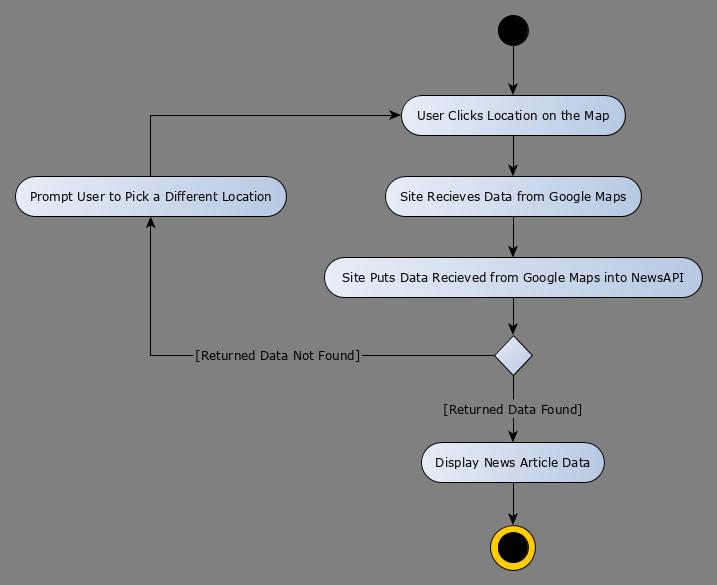 User Clicks Location on the Map
Prompt User to Pick a Different Location
Site Recieves Data from Google Maps
Site Puts Data Recieved from Google Maps into NewsAPI
[Returned Data Not Found]
[Returned Data Found]
Display News Article Data